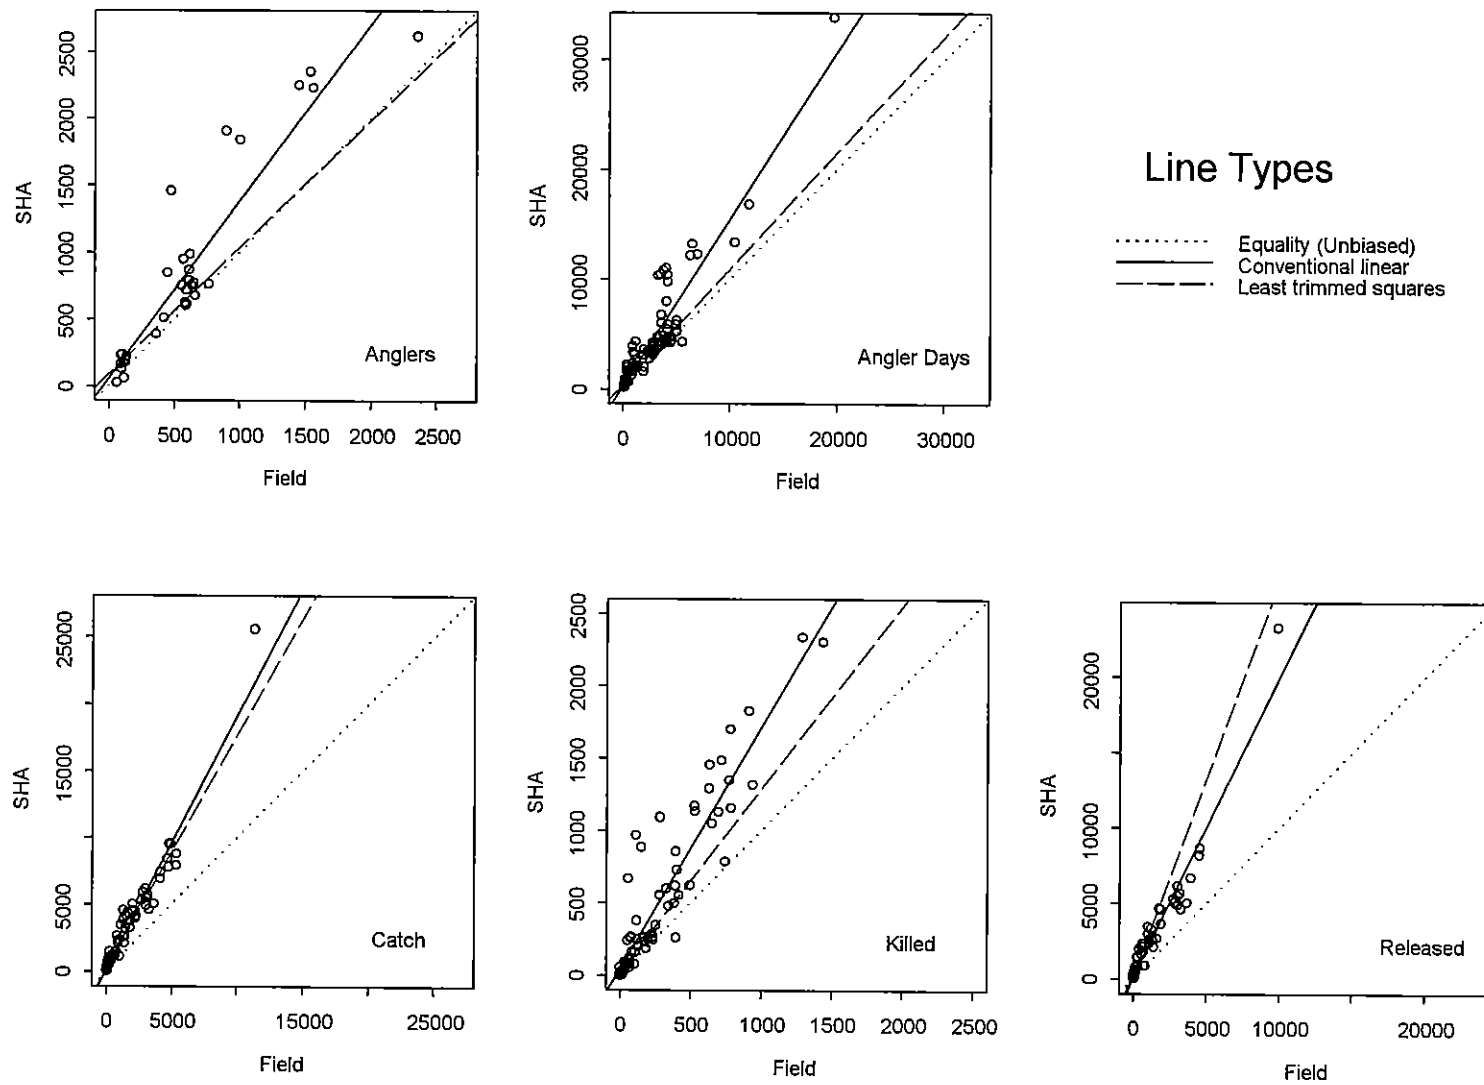 2500
2000
1500
1000
500
0
SHA
Anglers
0 500 1000 1500 2000 2500
Field
30000
20000
10000
0
SHA
Angler Days
0 10000 20000 30000
Field
Line Types
Equality (Unbiased)
Conventional linear
Least trimmed squares
25000
15000
5000
0
SHA
Catch
0 5000 15000 25000
Field
2500
2000
1500
1000
500
0
SHA
Killed
0 500 1000 1500 2000 2500
Field
20000
10000
5000
0
SHA
Released
0 5000 10000 20000
Field